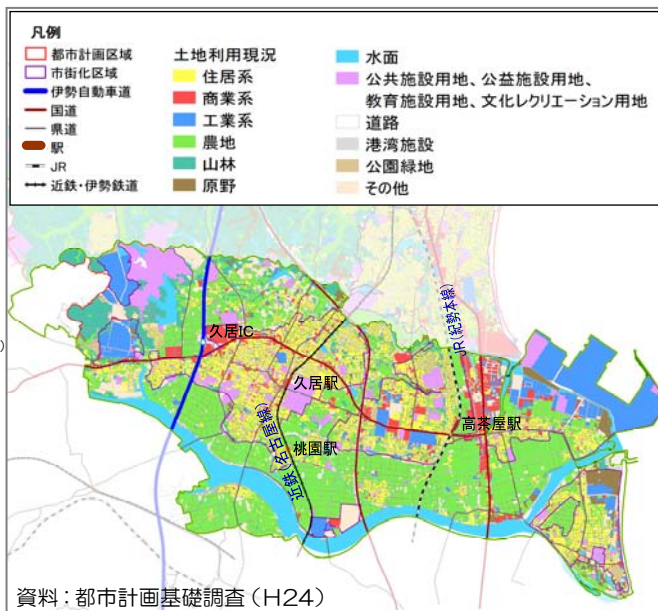 凡例
都市計画区域
市街化区域
伊勢自動車道
国道
県道
駅
JR
近鉄・伊勢鉄道
土地利用現況
住居系
商業系
工業系
農地
山林
原野
水面
公共施設用地、公益施設用地、
教育施設用地、文化レクリエーション用地
道路
港湾施設
公園緑地
その他
久居IC
JR(紀勢本線)
久居駅
高茶屋駅
桃園駅
近鉄(名古屋線)
)
資料：都市計画基礎調査（H24）